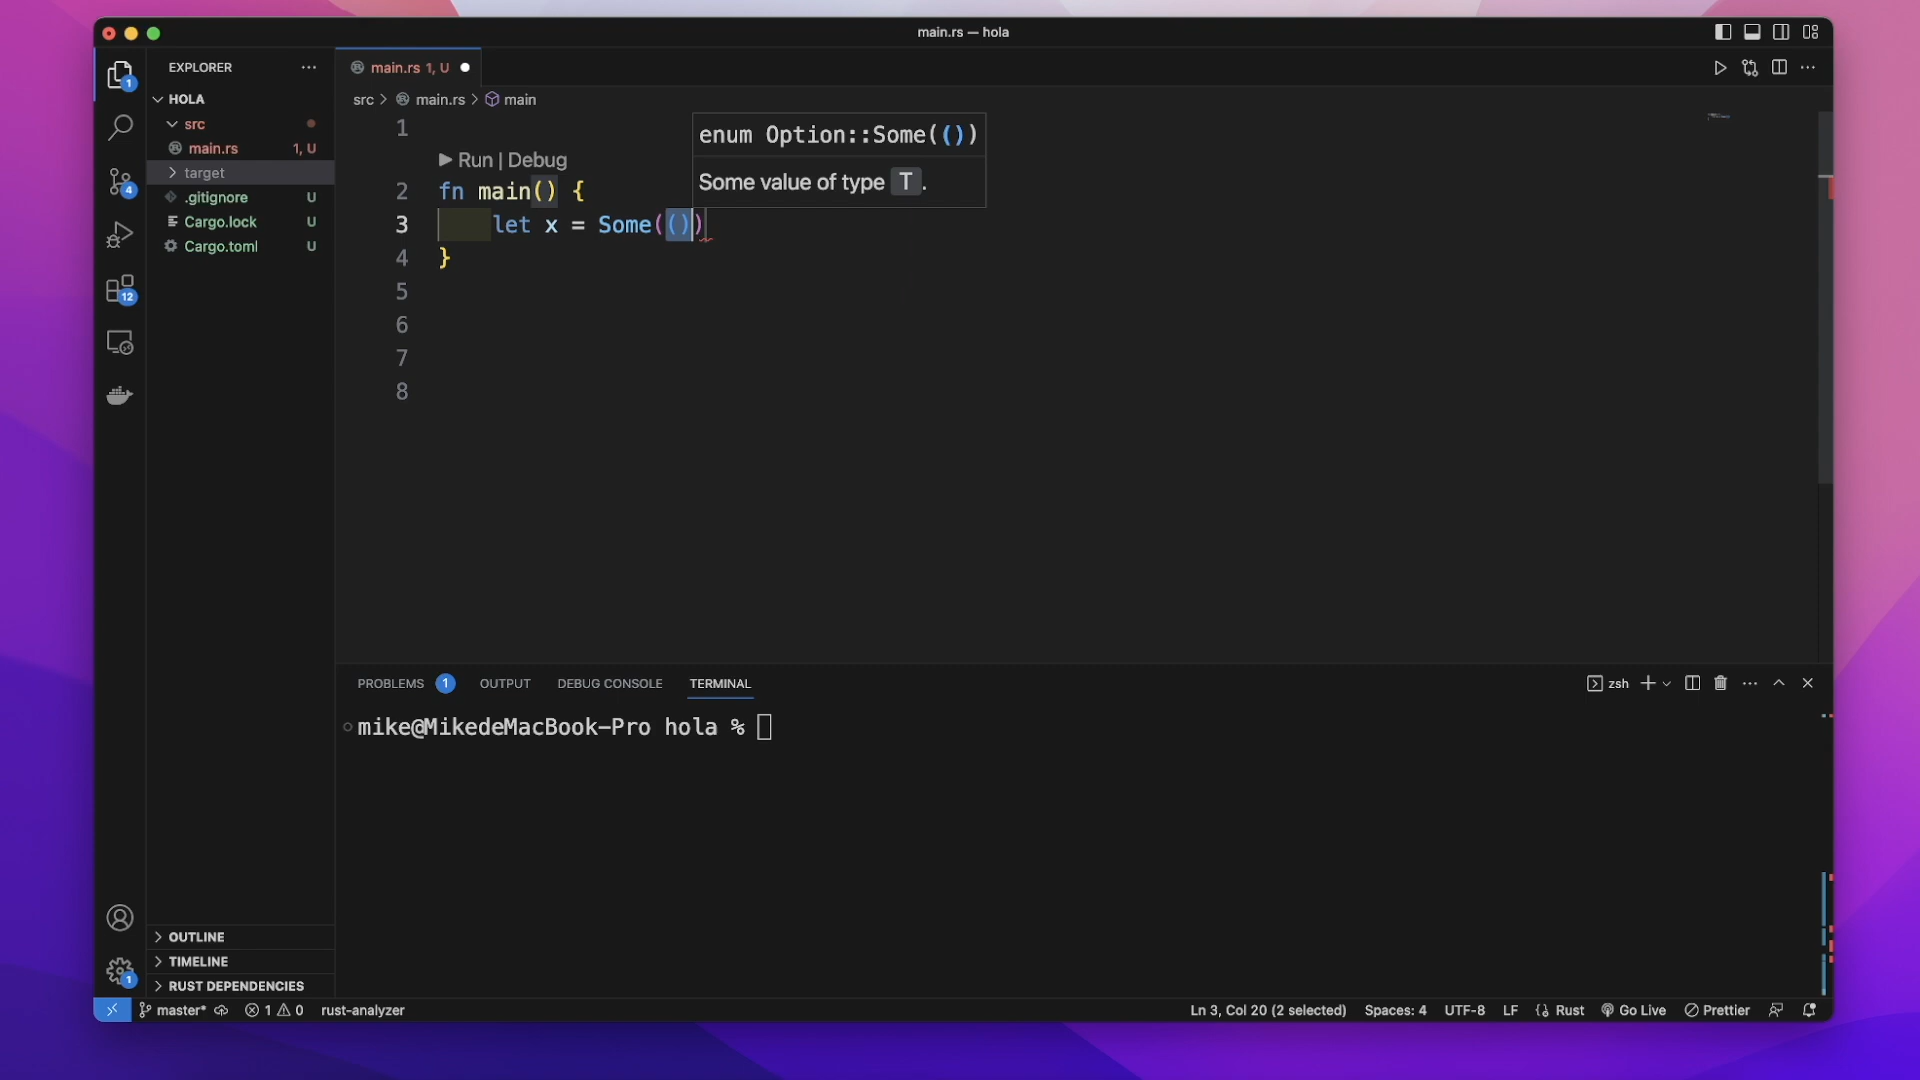 main.rs — hola
EXPLORER
HOLA
src
main.rs 1, U
target
.gitignore U
Cargo.lock U
Cargo.toml U
OUTLINE
TIMELINE
RUST DEPENDENCIES
1
4
12
1
main.rs 1, U
src > main.rs > main
enum Option::Some(())
Some value of type T.
1
Run | Debug
2 fn main() {
3 let x = Some(())
4 }
5
6
7
8
PROBLEMS 1 OUTPUT DEBUG CONSOLE TERMINAL
zsh
mike@MikedeMacBook-Pro hola %
master* 1 0 rust-analyzer
Ln 3, Col 20 (2 selected) Spaces: 4 UTF-8 LF {} Rust Go Live Prettier